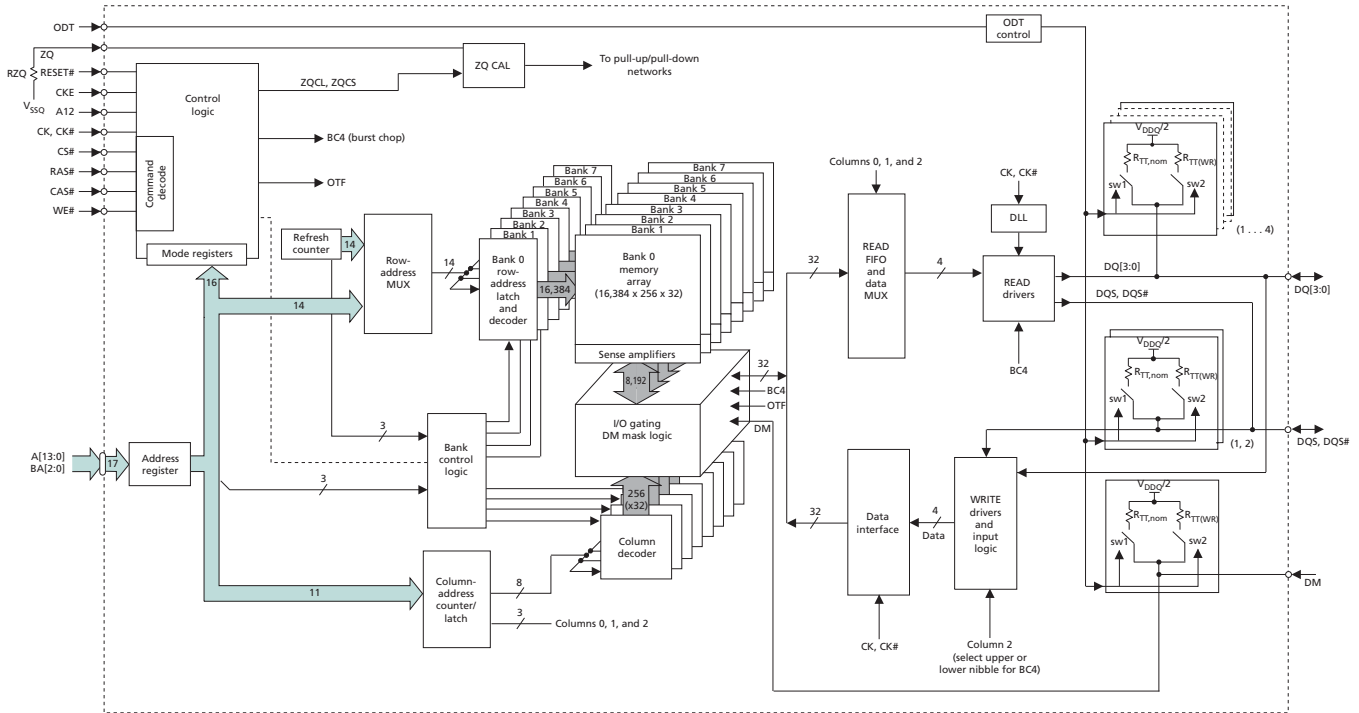 ODT
ODT
control
ZQ
RZQ
RESET#
ZQ CAL
To pull-up/pull-down
networks
ZQCL, ZQCS
Control
logic
CKE
VSSQ
A12
CK, CK#
BC4 (burst chop)
CS#
RAS#
CAS#
WE#
Command
decode
OTF
Mode registers
16
Refresh
counter
14
14
Row-
address
MUX
14
Bank 7
Bank 6
Bank 5
Bank 4
Bank 3
Bank 2
Bank 1
Bank 0
row-
address
latch
and
decoder
16,384
Bank 7
Bank 6
Bank 5
Bank 4
Bank 3
Bank 2
Bank 1
Bank 0
memory
array
(16,384 x 256 x 32)
Sense amplifiers
8,192
I/O gating
DM mask logic
32
BC4
OTF
DM
Columns 0, 1, and 2
32
READ
FIFO
and
data
MUX
4
CK, CK#
DLL
READ
drivers
BC4
DQ[3:0]
DQS, DQS#
VDDQ/2
RTT,nom
RTT(WR)
sw1
sw2
(1 . . . 4)
DQ[3:0]
VDDQ/2
RTT,nom
RTT(WR)
sw1
sw2
(1, 2)
DQS, DQS#
VDDQ/2
RTT,nom
RTT(WR)
sw1
sw2
DM
A[13:0]
BA[2:0]
17
Address
register
3
3
Bank
control
logic
256
(x32)
Column
decoder
11
Column-
address
counter/
latch
8
3
Columns 0, 1, and 2
32
Data
interface
4
Data
WRITE
drivers
and
input
logic
CK, CK#
Column 2
(select upper or
lower nibble for BC4)